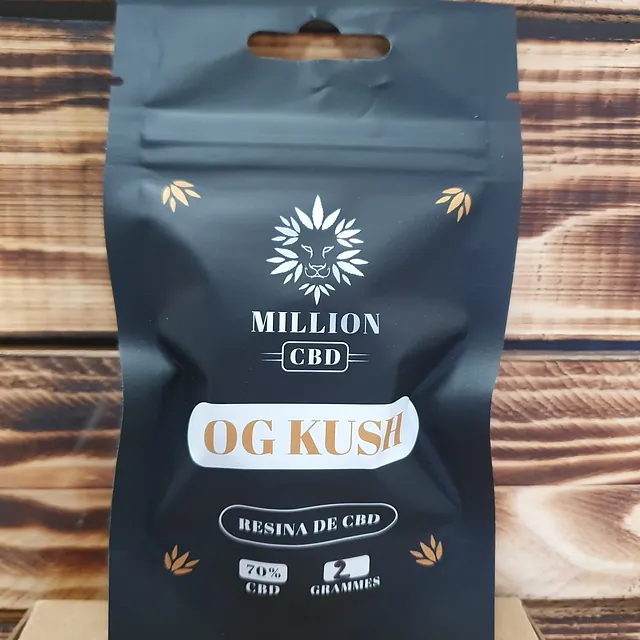 MILLION
CBD
OG KUSH
RESINA DE CBD
70% 2
CBD GRAMMES